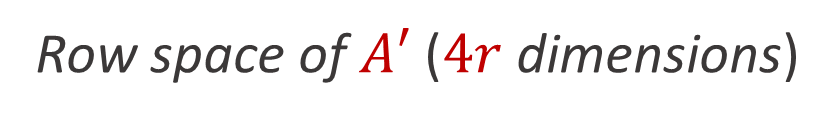 Row space of A′ (4r dimensions)